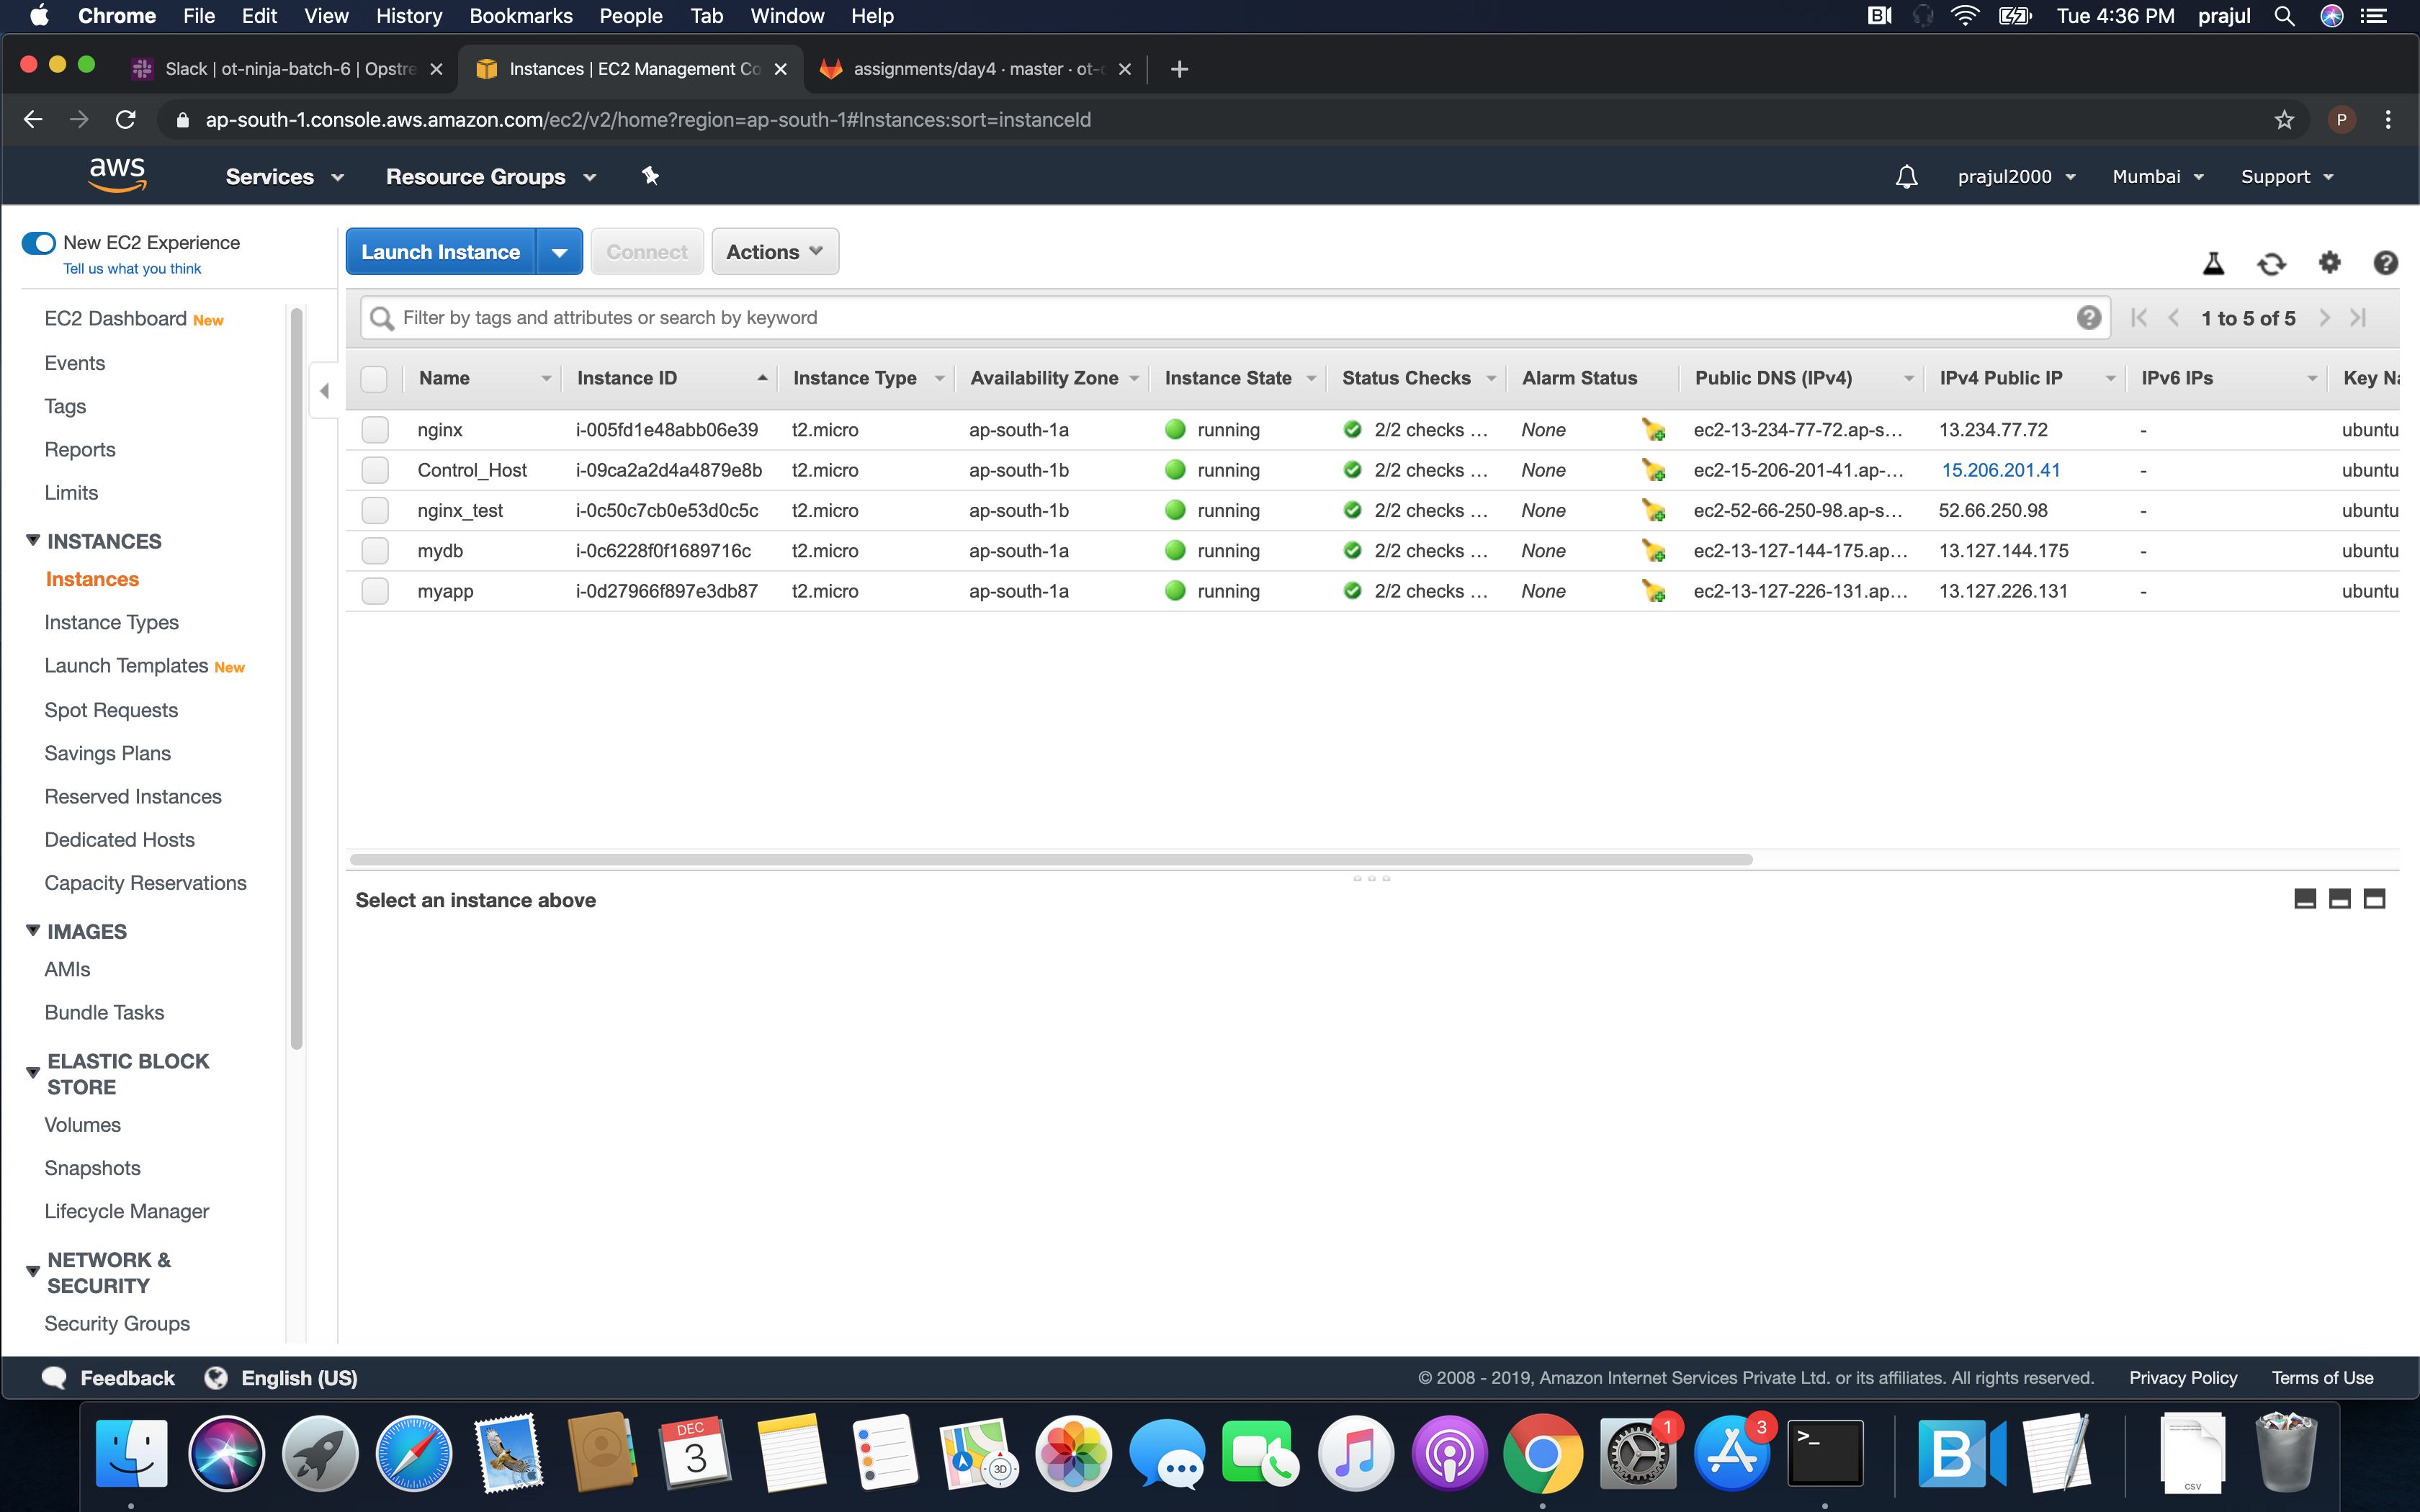 Chrome File Edit View History Bookmarks People Tab Window Help Tue 4:36 PM prajul
Slack | ot-ninja-batch-6 | Opstre Instances | EC2 Management Co assignments/day4 · master · ot-c
ap-south-1.console.aws.amazon.com/ec2/v2/home?region=ap-south-1#Instances:sort=instanceId P
aws Services Resource Groups prajul2000 Mumbai Support
New EC2 Experience
Tell us what you think
Launch Instance Connect Actions
Filter by tags and attributes or search by keyword 1 to 5 of 5
Name Instance ID Instance Type Availability Zone Instance State Status Checks Alarm Status Public DNS (IPv4) IPv4 Public IP IPv6 IPs Key Na
nginx i-005fd1e48abb06e39 t2.micro ap-south-1a running 2/2 checks ... None ec2-13-234-77-72.ap-s... 13.234.77.72 - ubuntu
Control_Host i-09ca2a2d4a4879e8b t2.micro ap-south-1b running 2/2 checks ... None ec2-15-206-201-41.ap-... 15.206.201.41 - ubuntu
nginx_test i-0c50c7cb0e53d0c5c t2.micro ap-south-1b running 2/2 checks ... None ec2-52-66-250-98.ap-s... 52.66.250.98 - ubuntu
mydb i-0c6228f0f1689716c t2.micro ap-south-1a running 2/2 checks ... None ec2-13-127-144-175.ap... 13.127.144.175 - ubuntu
myapp i-0d27966f897e3db87 t2.micro ap-south-1a running 2/2 checks ... None ec2-13-127-226-131.ap... 13.127.226.131 - ubuntu
EC2 Dashboard New
Events
Tags
Reports
Limits
INSTANCES
Instances
Instance Types
Launch Templates New
Spot Requests
Savings Plans
Reserved Instances
Dedicated Hosts
Capacity Reservations
IMAGES
AMIs
Bundle Tasks
ELASTIC BLOCK
STORE
Volumes
Snapshots
Lifecycle Manager
NETWORK &
SECURITY
Security Groups
Select an instance above
Feedback English (US) © 2008 - 2019, Amazon Internet Services Private Ltd. or its affiliates. All rights reserved. Privacy Policy Terms of Use
DEC
3
3D
1
3
>_
B
CSV